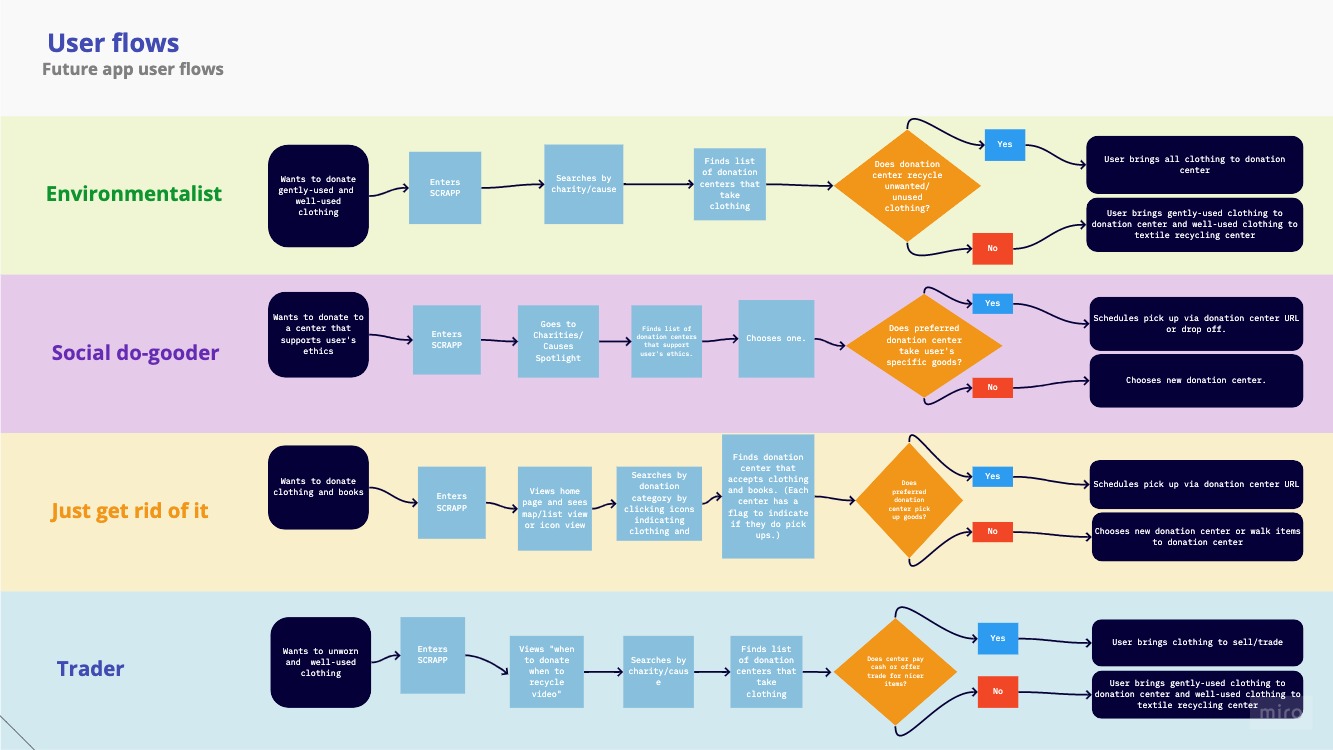 User flows
Future app user flows
Environmentalist
Wants to donate
gently-used and
well-used
clothing
Enters
SCRAPP
Searches by
charity/cause
Finds list
of donation
centers that
take
clothing
Does donation
center recycle
unwanted/
unused
clothing?
Yes
No
User brings all clothing to donation
center
User brings gently-used clothing to
donation center and well-used clothing to
textile recycling center
Social do-gooder
Wants to donate to
a center that
supports user's
ethics
Enters
SCRAPP
Goes to
Charities/
Causes
Spotlight
Finds list of
donation centers
that support
user's ethics.
Chooses one.
Does preferred
donation center
take user's
specific goods?
Yes
No
Schedules pick up via donation center URL
or drop off.
Chooses new donation center.
Just get rid of it
Wants to donate
clothing and books
Enters
SCRAPP
Views home
page and sees
map/list view
or icon view
Searches by
donation
category by
clicking icons
indicating
clothing and
Finds donation
center that
accepts clothing
and books. (Each
center has a
flag to indicate
if they do pick
ups.)
Does
preferred
donation
center pick
up goods?
Yes
No
Schedules pick up via donation center URL
Chooses new donation center or walk items
to donation center
Trader
Wants to unworn
and well-used
clothing
Enters
SCRAPP
Views "when
to donate
when to
recycle
video"
Searches by
charity/caus
e
Finds list
of donation
centers that
take
clothing
Does center pay
cash or offer
trade for nicer
items?
Yes
No
User brings clothing to sell/trade
User brings gently-used clothing to
donation center and well-used clothing to
textile recycling center
miro